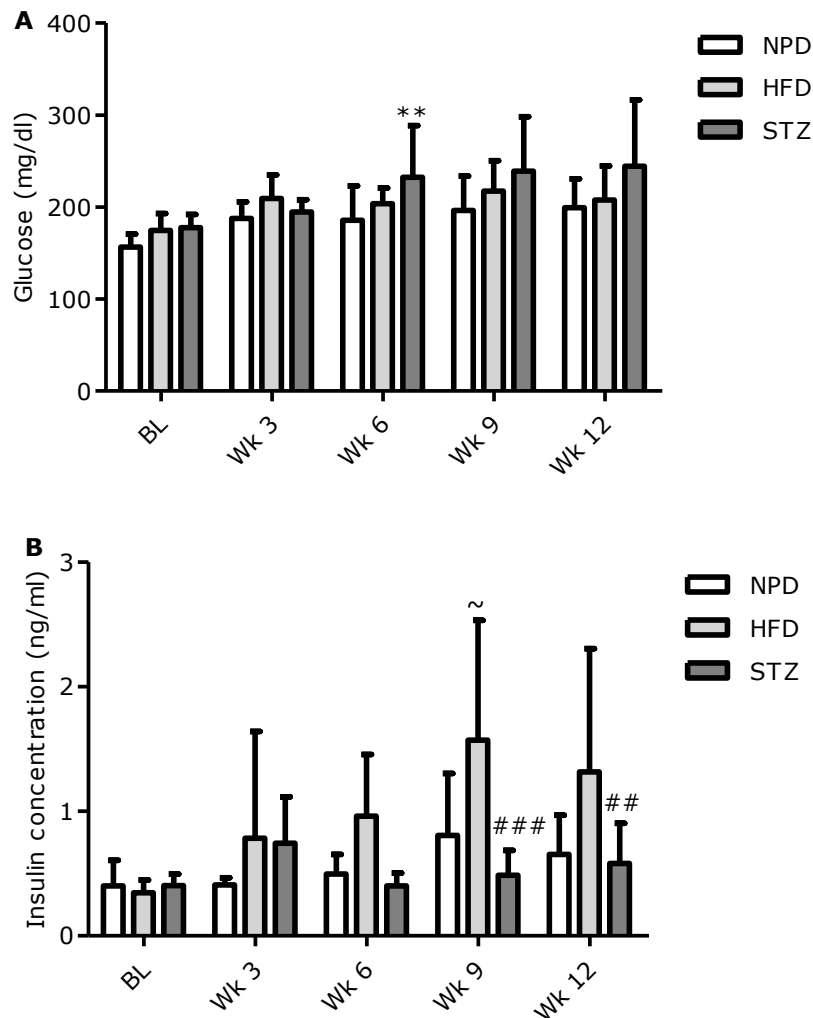 A
Glucose (mg/dl)
400
300
200
100
0
**
BL
Wk 3
Wk 6
Wk 9
Wk 12
NPD
HFD
STZ
B
Insulin concentration (ng/ml)
3
2
1
0
~
###
##
BL
Wk 3
Wk 6
Wk 9
Wk 12
NPD
HFD
STZ